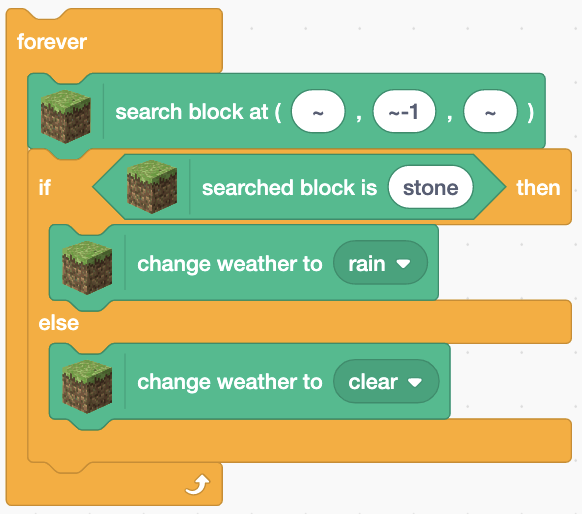 forever
search block at ( ~ , ~-1 , ~ )
if searched block is stone then
change weather to rain
else
change weather to clear